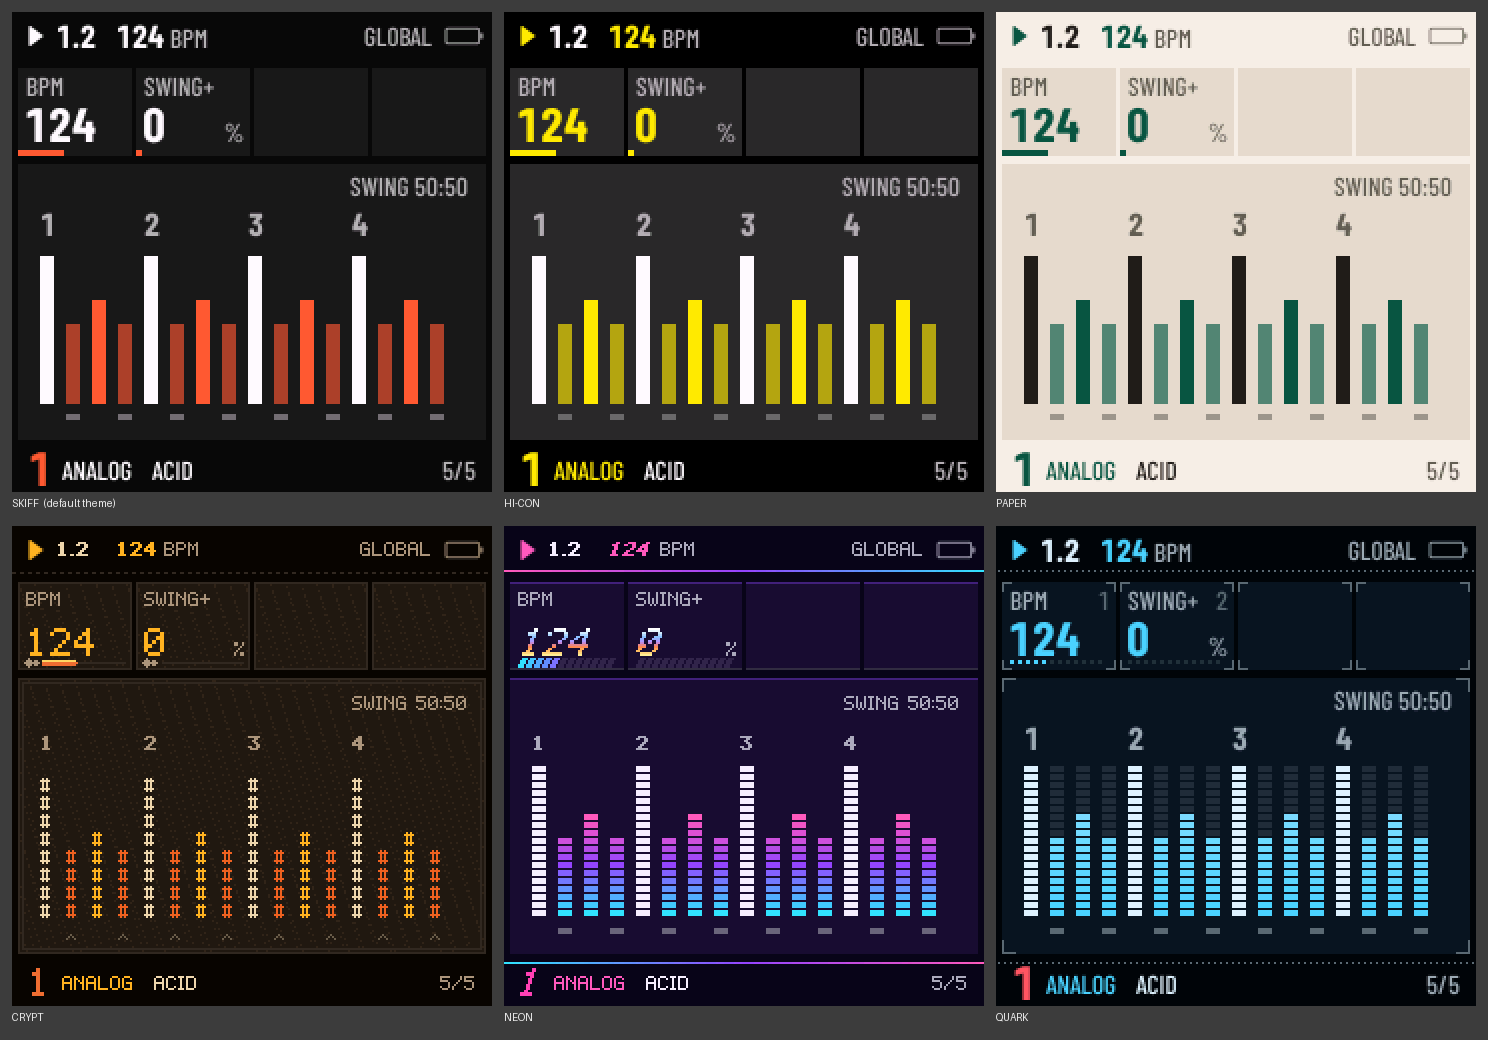 1.2 124 BPM GLOBAL
BPM SWING+
124 0 %
SWING 50:50
1 2 3 4
1 ANALOG ACID 5/5
SKIFF (default theme)
1.2 124 BPM GLOBAL
BPM SWING+
124 0 %
SWING 50:50
1 2 3 4
1 ANALOG ACID 5/5
HI-CON
1.2 124 BPM GLOBAL
BPM SWING+
124 0 %
SWING 50:50
1 2 3 4
1 ANALOG ACID 5/5
PAPER
1.2 124 BPM GLOBAL
BPM SWING+
124 0 %
SWING 50:50
1 2 3 4
1 ANALOG ACID 5/5
CRYPT
1.2 124 BPM GLOBAL
BPM SWING+
124 0 %
SWING 50:50
1 2 3 4
1 ANALOG ACID 5/5
NEON
1.2 124 BPM GLOBAL
BPM 1 SWING+ 2
124 0 %
SWING 50:50
1 2 3 4
1 ANALOG ACID 5/5
QUARK